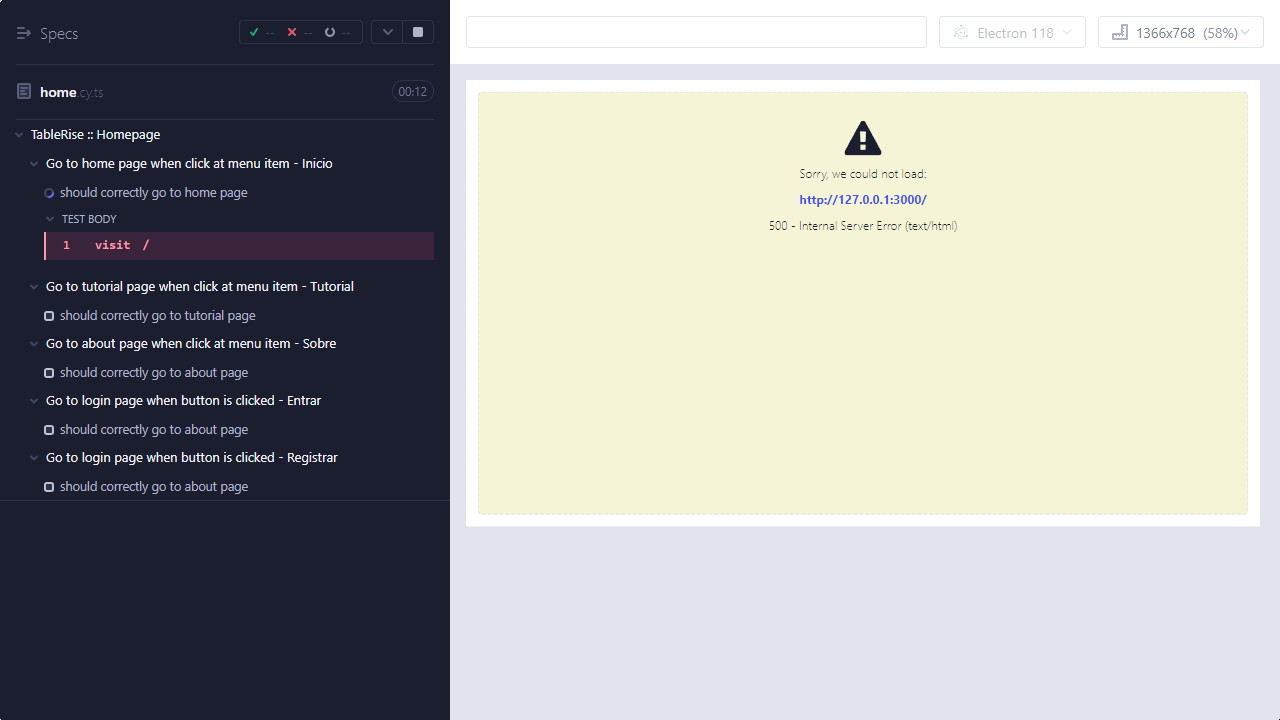 Specs
-- -- --
home.cy.ts 00:12
TableRise :: Homepage
Go to home page when click at menu item - Inicio
should correctly go to home page
TEST BODY
1 visit /
Go to tutorial page when click at menu item - Tutorial
should correctly go to tutorial page
Go to about page when click at menu item - Sobre
should correctly go to about page
Go to login page when button is clicked - Entrar
should correctly go to about page
Go to login page when button is clicked - Registrar
should correctly go to about page
Electron 118
1366x768 (58%)
Sorry, we could not load:
http://127.0.0.1:3000/
500 - Internal Server Error (text/html)